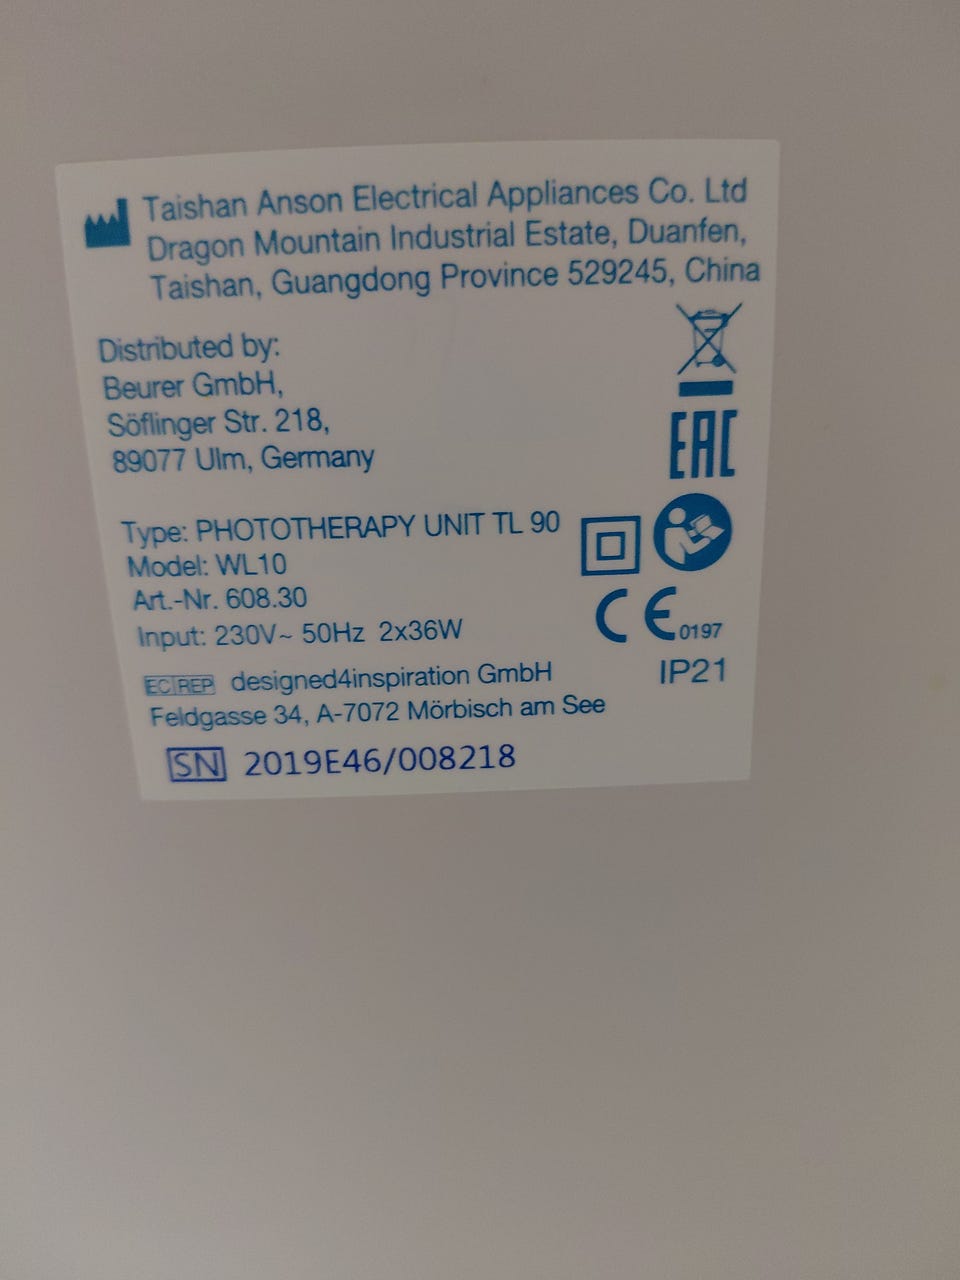 Taishan Anson Electrical Appliances Co. Ltd
Dragon Mountain Industrial Estate, Duanfen,
Taishan, Guangdong Province 529245, China
Distributed by:
Beurer GmbH,
Söflinger Str. 218,
89077 Ulm, Germany
EAC
Type: PHOTOTHERAPY UNIT TL 90
Model: WL10
Art.-Nr. 608.30
Input: 230V~ 50Hz 2x36W
CE 0197
IP21
EC REP designed4inspiration GmbH
Feldgasse 34, A-7072 Mörbisch am See
SN 2019E46/008218